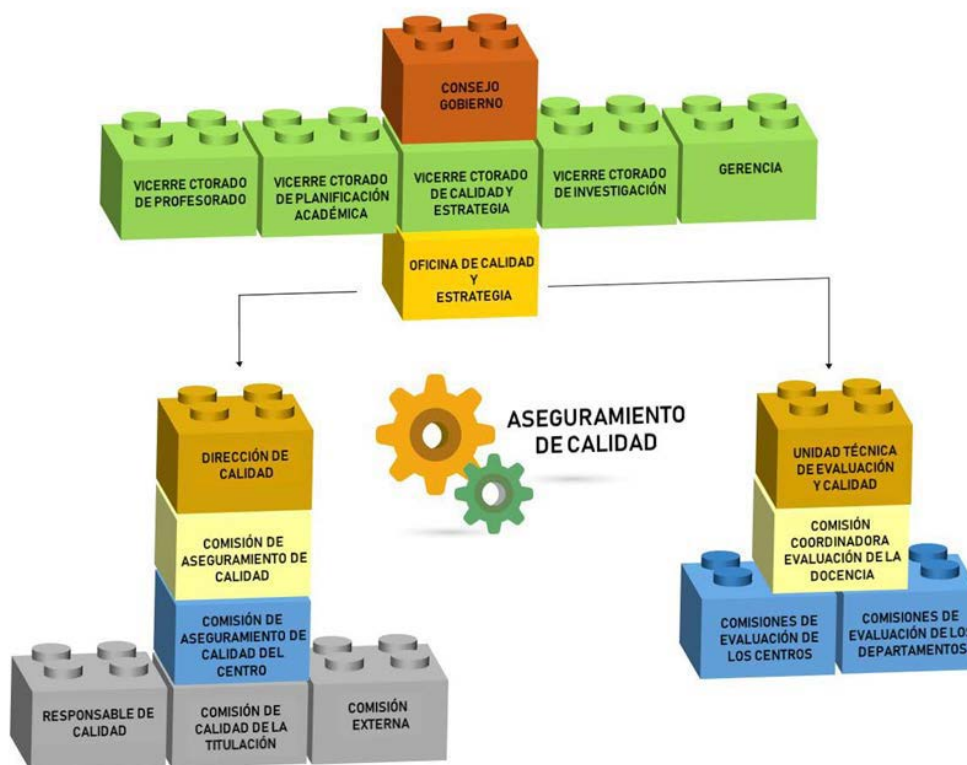 CONSEJO
GOBIERNO
VICERRE CTORADO
DE PROFESORADO
VICERRE CTORADO
DE PLANIFICACIÓN
ACADÉMICA
VICERRE CTORADO
DE CALIDAD Y
ESTRATEGIA
VICERRE CTORADO
DE INVESTIGACIÓN
GERENCIA
OFICINA DE CALIDAD
Y
ESTRATEGIA
DIRECCIÓN DE
CALIDAD
COMISIÓN DE
ASEGURAMIENTO DE
CALIDAD
COMISIÓN DE
ASEGURAMIENTO DE
CALIDAD DEL
CENTRO
RESPONSABLE DE
CALIDAD
COMISIÓN DE
CALIDAD DE LA
TITULACIÓN
COMISIÓN
EXTERNA
ASEGURAMIENTO
DE CALIDAD
UNIDAD TÉCNICA
DE EVALUACIÓN
Y CALIDAD
COMISIÓN
COORDINADORA
EVALUACIÓN DE LA
DOCENCIA
COMISIONES DE
EVALUACIÓN DE
LOS CENTROS
COMISIONES DE
EVALUACIÓN DE LOS
DEPARTAMENTOS